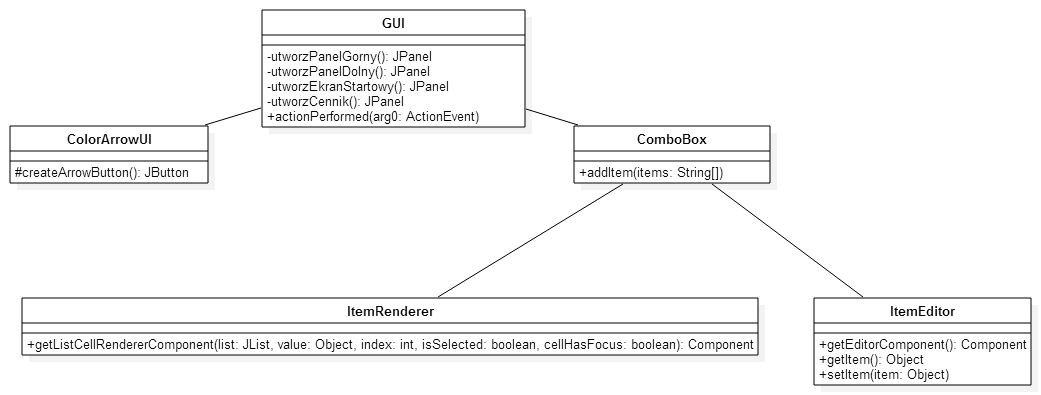 GUI
-utworzPanelGorny(): JPanel
-utworzPanelDolny(): JPanel
-utworzEkranStartowy(): JPanel
-utworzCennik(): JPanel
+actionPerformed(arg0: ActionEvent)
ColorArrowUI
#createArrowButton(): JButton
ComboBox
+addItem(items: String[])
ItemRenderer
+getListCellRendererComponent(list: JList, value: Object, index: int, isSelected: boolean, cellHasFocus: boolean): Component
ItemEditor
+getEditorComponent(): Component
+getItem(): Object
+setItem(item: Object)